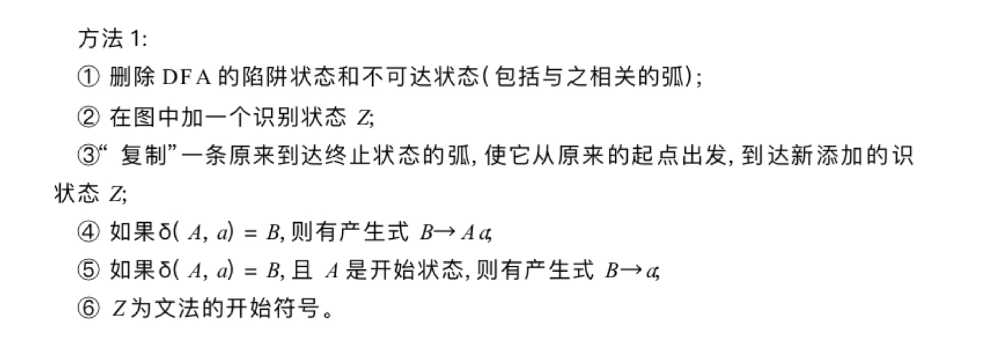 方法 1:
① 删除 DFA 的陷阱状态和不可达状态(包括与之相关的弧);
② 在图中加一个识别状态 Z;
③“ 复制”一条原来到达终止状态的弧, 使它从原来的起点出发, 到达新添加的识
状态 Z;
④ 如果δ( A, a) = B, 则有产生式 B→ A a;
⑤ 如果δ( A, a) = B, 且 A 是开始状态, 则有产生式 B→a;
⑥ Z为文法的开始符号。